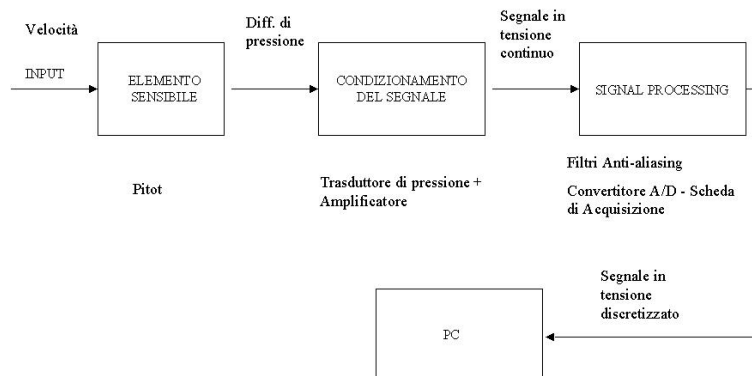 Velocità
INPUT
ELEMENTO
SENSIBILE
Pitot
Diff. di
pressione
CONDIZIONAMENTO
DEL SEGNALE
Trasduttore di pressione +
Amplificatore
Segnale in
tensione
continuo
SIGNAL PROCESSING
Filtri Anti-aliasing
Convertitore A/D - Scheda
di Acquisizione
Segnale in
tensione
discretizzato
PC